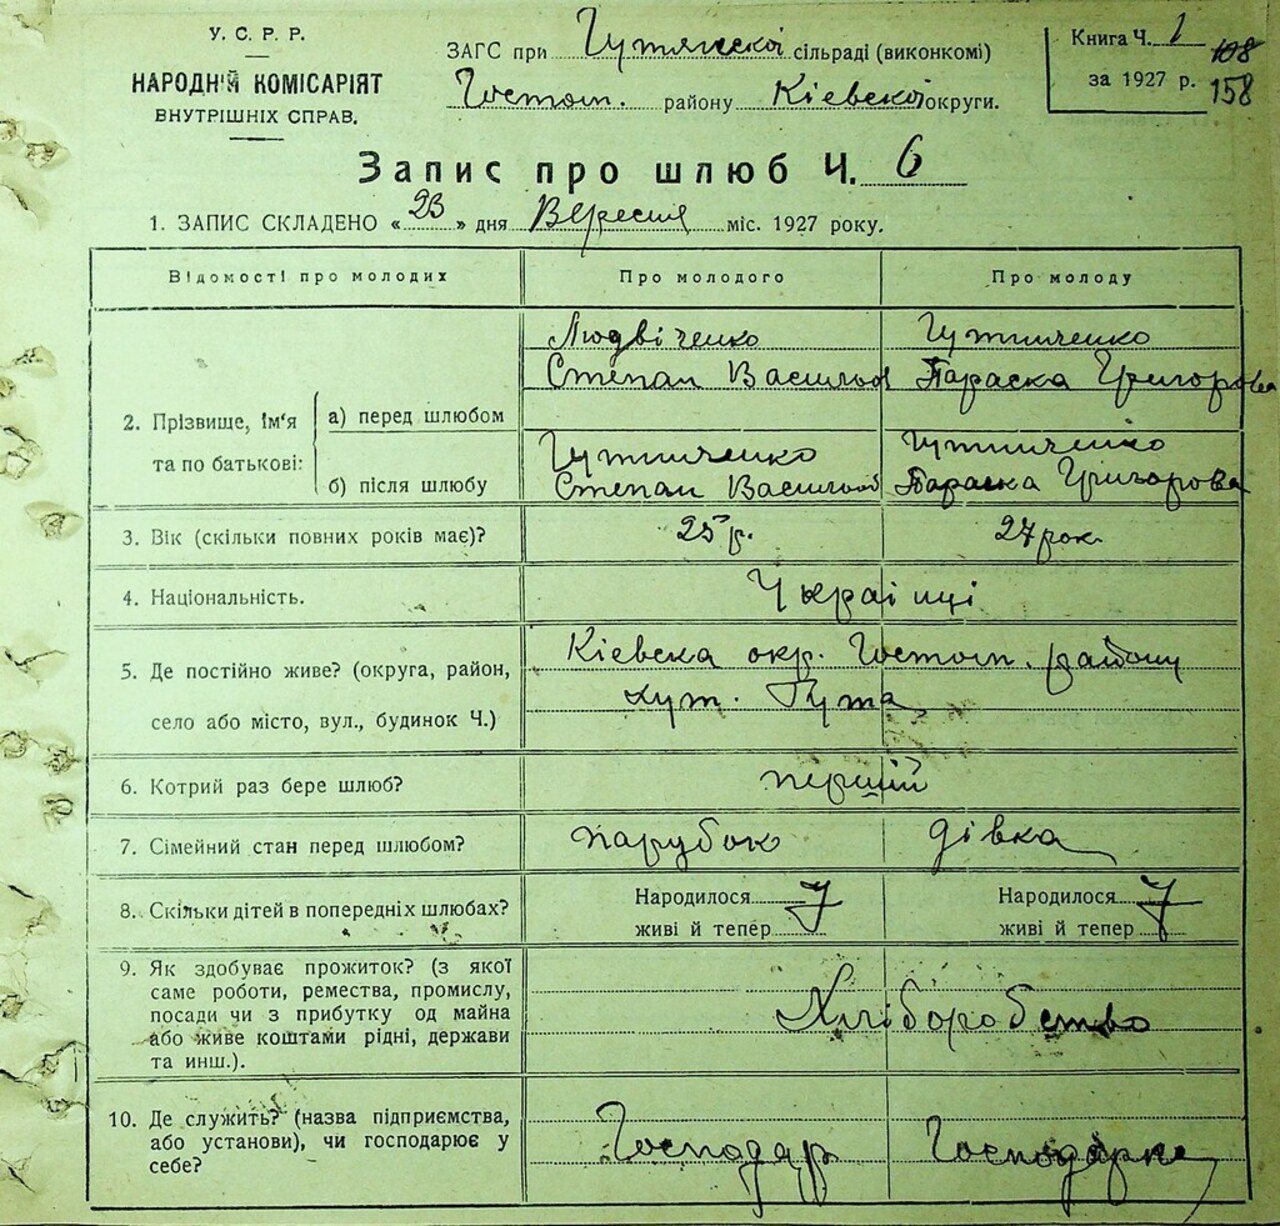 У. С. Р. Р.
НАРОДНІЙ КОМІСАРІЯТ
ВНУТРІШНІХ СПРАВ.
ЗАГС при Гутянской сільраді (виконкомі)
Гостом. району Кіевской округи.
Книга Ч. 1
за 1927 р.
108
158
Запис про шлюб Ч. 6
1. ЗАПИС СКЛАДЕНО «23» дня Вересня міс. 1927 року.
Відомості про молодих Про молодого Про молоду
2. Прізвище, ім'я та по батькові:
а) перед шлюбом
Людвіченко Гутниченко
Степан Васильов Параска Григорова
б) після шлюбу
Гутниченко Гутниченко
Степан Васильов Параска Григорова
3. Вік (скільки повних років має)? 25 р. 27 рок
4. Національність. Украінці
5. Де постійно живе? (округа, район, Кіевска окр. Гостом. району
село або місто, вул., будинок Ч.) хут. Гута
6. Котрий раз бере шлюб? перший
7. Сімейний стан перед шлюбом? парубок дівка
8. Скільки дітей в попередніх шлюбах? Народилося Народилося
живі й тепер живі й тепер
9. Як здобуває прожиток? (з якої
саме роботи, ремества, промислу,
посади чи з прибутку од майна Хліборобство
або живе коштами рідні, держави
та инш.).
10. Де служить? (назва підприємства,
або установи), чи господарює у Господар Господарка
себе?